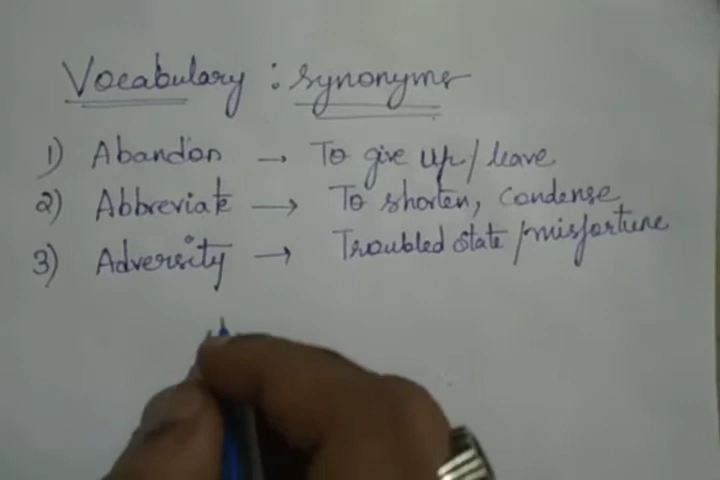 Vocabulary : synonyms
1) Abandon → To give up / leave
2) Abbreviate → To shorten, condense
3) Adversity → Troubled state / misfortune